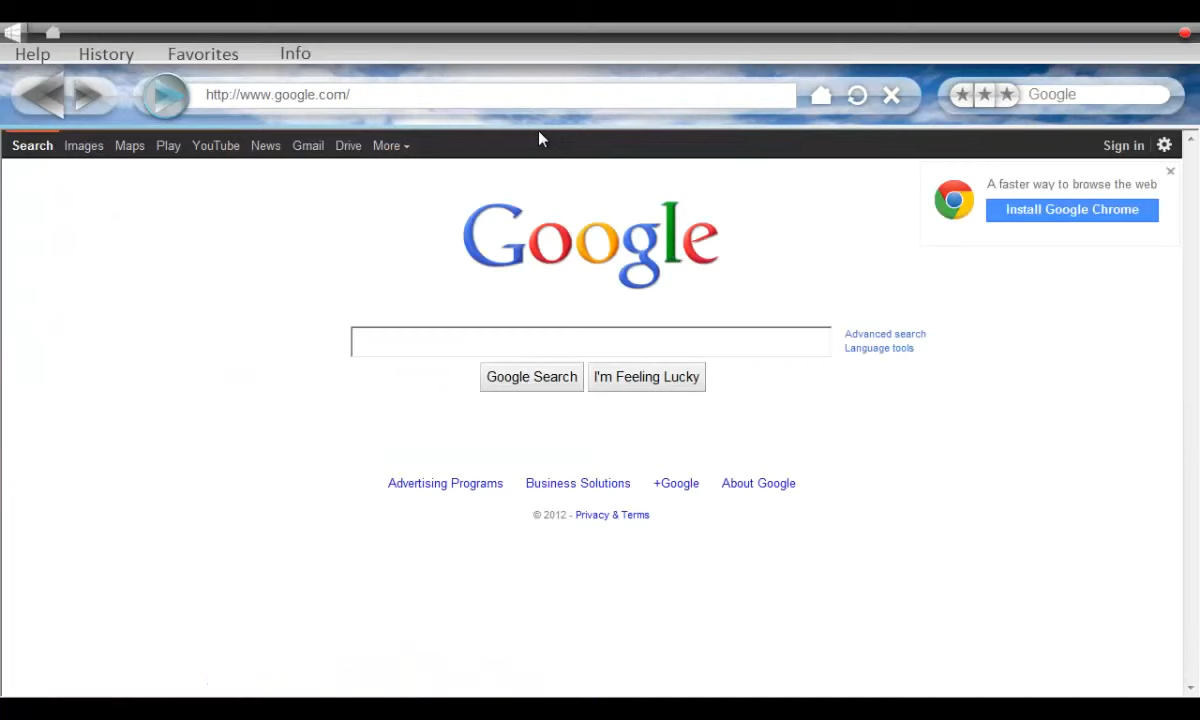 Help History Favorites Info
http://www.google.com/
Google
Search Images Maps Play YouTube News Gmail Drive More
Sign in
A faster way to browse the web
Install Google Chrome
Google
Advanced search
Language tools
Google Search I'm Feeling Lucky
Advertising Programs Business Solutions +Google About Google
© 2012 - Privacy & Terms